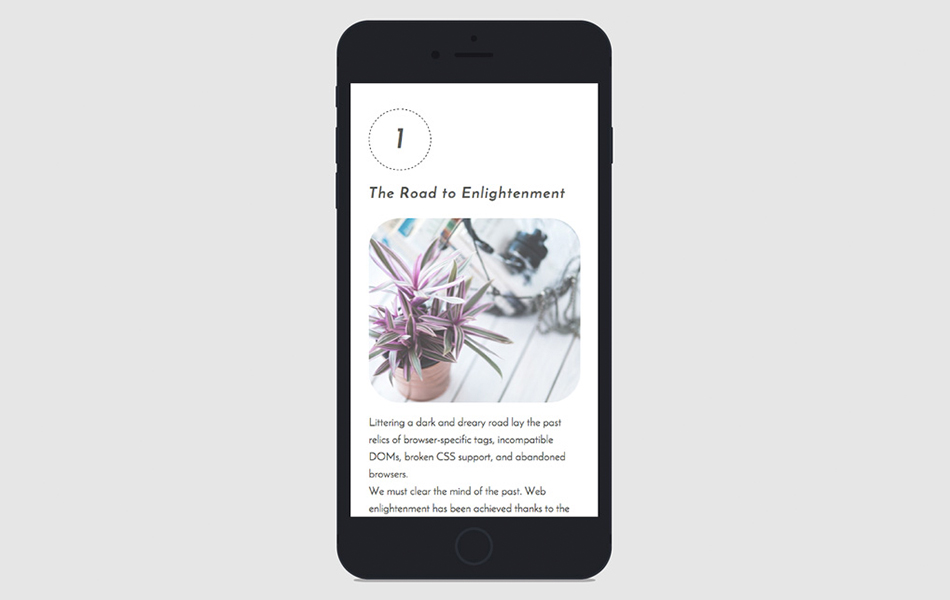 1
The Road to Enlightenment
Littering a dark and dreary road lay the past
relics of browser-specific tags, incompatible
DOMs, broken CSS support, and abandoned
browsers.
We must clear the mind of the past. Web
enlightenment has been achieved thanks to the